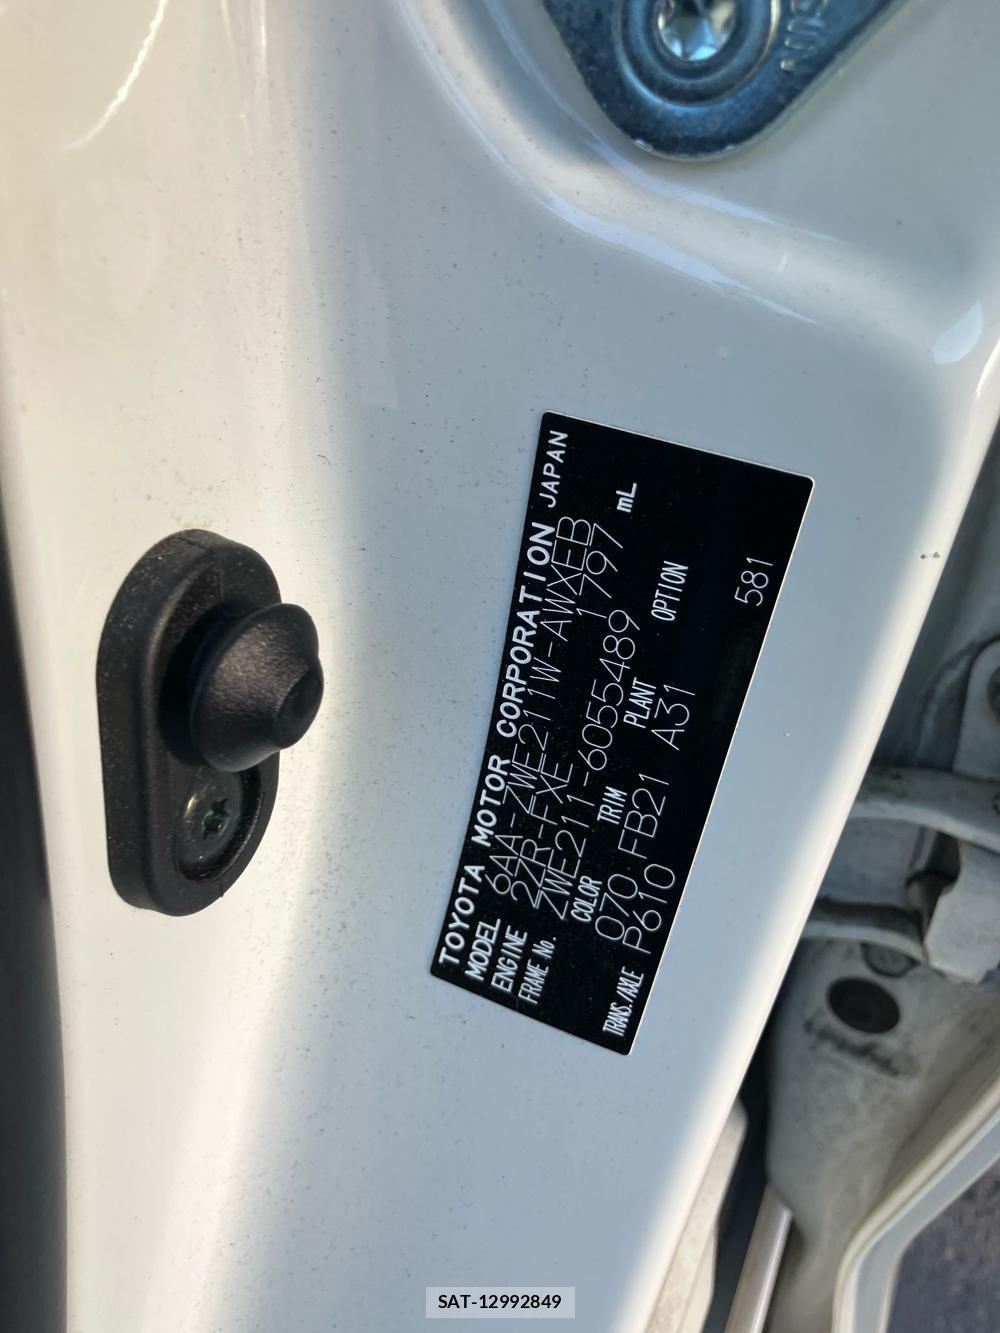 TOYOTA MOTOR CORPORATION JAPAN
MODEL 6AA-ZWE211W-AWXEB
ENGINE 2ZR-FXE 1797 mL
FRAME No. ZWE211-6055489
COLOR TRIM PLANT OPTION
070 FB21 A31
TRANS./AXLE P610
581
SAT-12992849